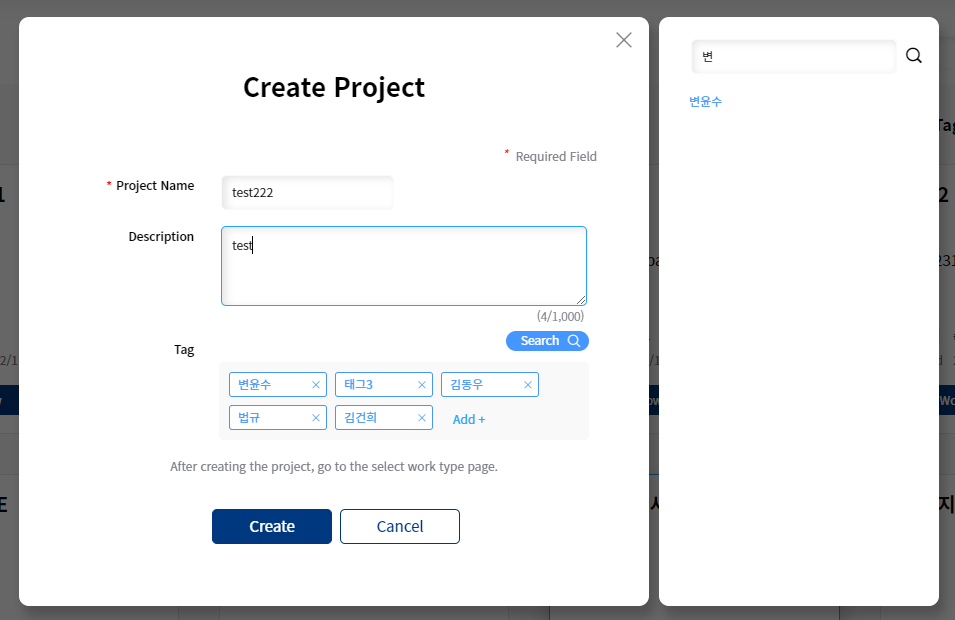 Create Project
* Required Field
* Project Name
test222
Description
test
(4/1,000)
Search
Tag
변윤수
태그3
김동우
법규
김건희
Add +
After creating the project, go to the select work type page.
Create
Cancel
변
변윤수